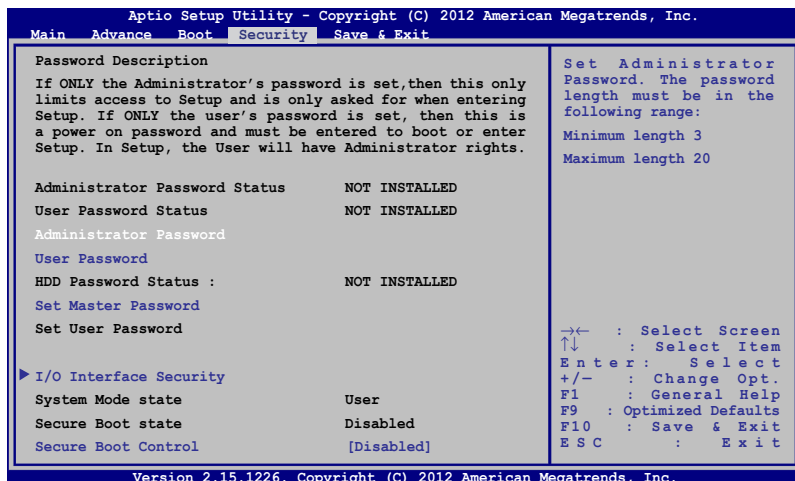 Aptio Setup Utility - Copyright (C) 2012 American Megatrends, Inc.
Main Advance Boot Security Save & Exit
Password Description
If ONLY the Administrator's password is set,then this only
limits access to Setup and is only asked for when entering
Setup. If ONLY the user's password is set, then this is
a power on password and must be entered to boot or enter
Setup. In Setup, the User will have Administrator rights.
Administrator Password Status NOT INSTALLED
User Password Status NOT INSTALLED
Administrator Password
User Password
HDD Password Status : NOT INSTALLED
Set Master Password
Set User Password
I/O Interface Security
System Mode state User
Secure Boot state Disabled
Secure Boot Control [Disabled]
Set Administrator
Password. The password
length must be in the
following range:
Minimum length 3
Maximum length 20
→← : Select Screen
↑↓ : Select Item
Enter: Select
+/— : Change Opt.
F1 : General Help
F9 : Optimized Defaults
F10 : Save & Exit
ESC : Exit
Version 2.15.1226. Copyright (C) 2012 American Megatrends, Inc.